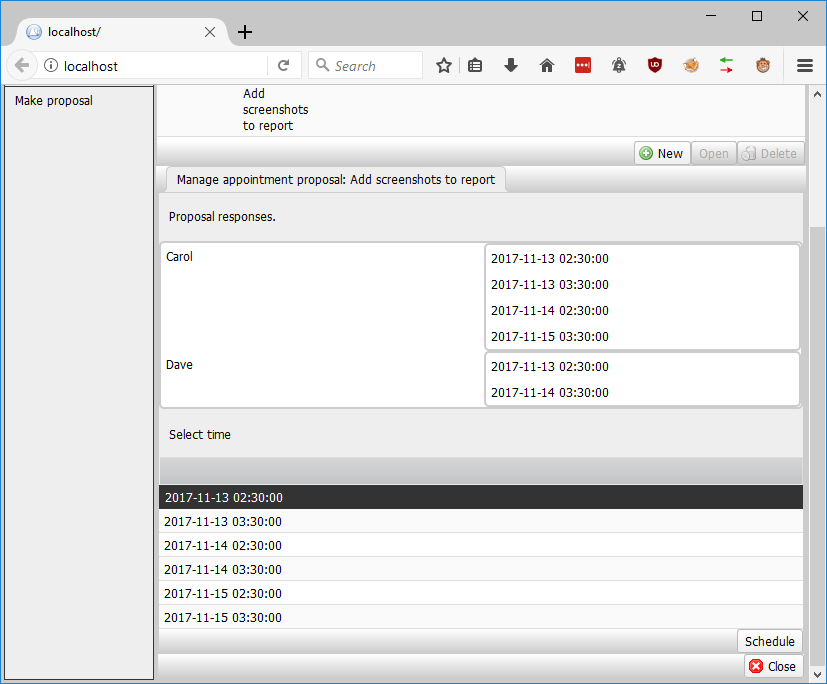 localhost/
localhost
Search
Make proposal
Add
screenshots
to report
New
Open
Delete
Manage appointment proposal: Add screenshots to report
Proposal responses.
Carol
2017-11-13 02:30:00
2017-11-13 03:30:00
2017-11-14 02:30:00
2017-11-15 03:30:00
Dave
2017-11-13 02:30:00
2017-11-14 03:30:00
Select time
2017-11-13 02:30:00
2017-11-13 03:30:00
2017-11-14 02:30:00
2017-11-14 03:30:00
2017-11-15 02:30:00
2017-11-15 03:30:00
Schedule
Close